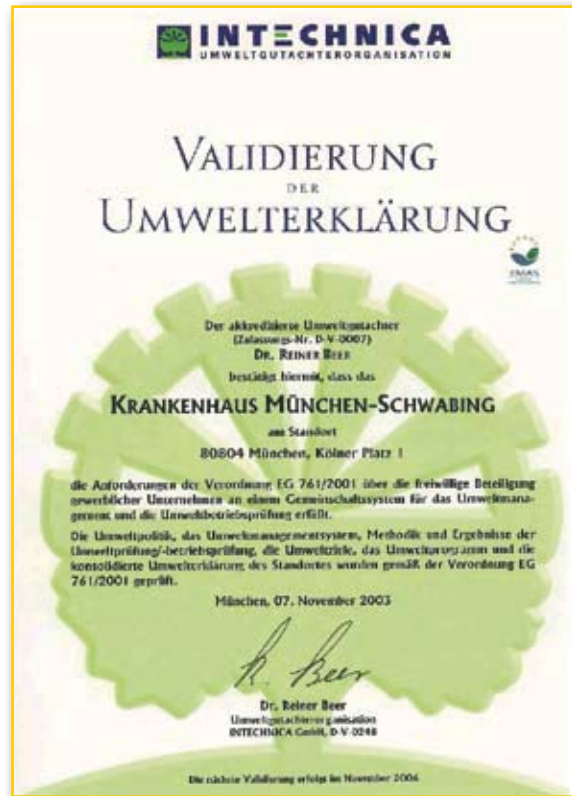 INTECHNICA
UMWELTGUTACHTERORGANISATION
VALIDIERUNG
DER
UMWELTERKLÄRUNG
EMAS
Der akkreditierte Umweltgutachter
(Zulassungs-Nr. D-V-0007)
DR. REINER BEER
bestätigt hiermit, dass das
KRANKENHAUS MÜNCHEN-SCHWABING
am Standort
80804 München, Kölner Platz 1
die Anforderungen der Verordnung EG 761/2001 über die freiwillige Beteiligung
gewerblicher Unternehmen an einem Gemeinschaftssystem für das Umweltmana-
gement und die Umweltbetriebsprüfung erfüllt.
Die Umweltpolitik, das Umweltmanagementsystem, Methodik und Ergebnisse der
Umweltprüfung/-betriebsprüfung, die Umweltziele, das Umweltprogramm und die
konsolidierte Umwelterklärung des Standortes wurden gemäß der Verordnung EG
761/2001 geprüft.
München, 07. November 2003
R. Beer
Dr. Reiner Beer
Umweltgutachterorganisation
INTECHNICA GmbH, D-V-0248
Die nächste Validierung erfolgt im November 2006